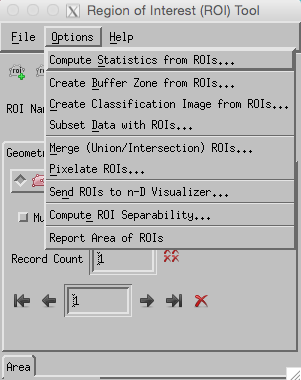 Region of Interest (ROI) Tool
File Options Help
Compute Statistics from ROIs...
Create Buffer Zone from ROIs...
Create Classification Image from ROIs...
Subset Data with ROIs...
Merge (Union/Intersection) ROIs...
Pixelate ROIs...
Send ROIs to n-D Visualizer...
Compute ROI Separability...
Report Area of ROIs
ROI Na
Geomet
Mu
Record Count 1
1
Area